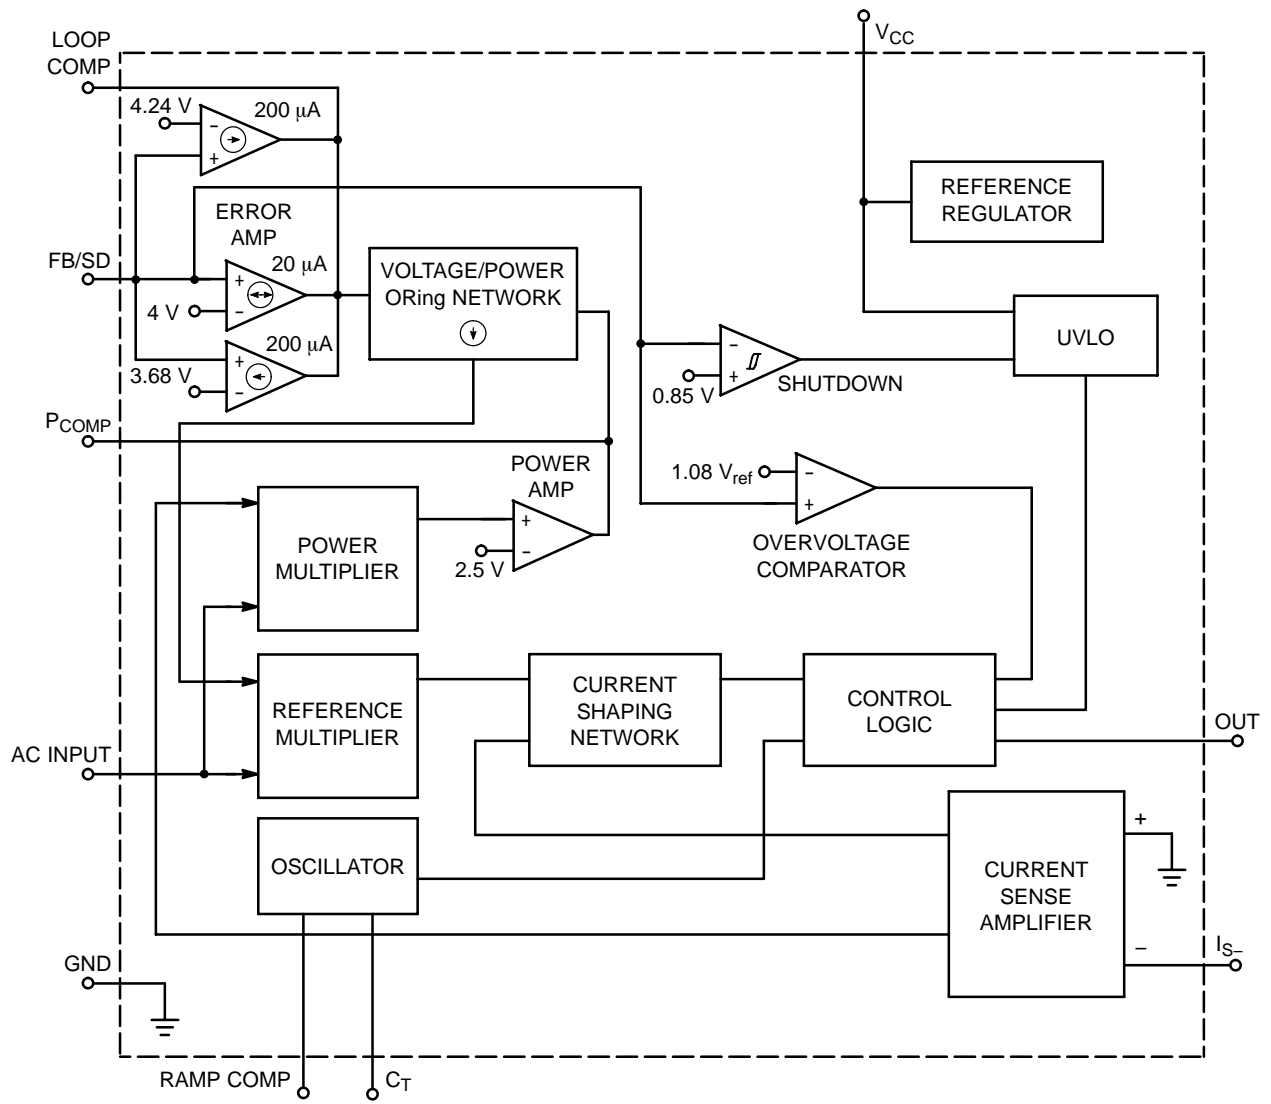 V_CC
LOOP
COMP
4.24 V
200 μA
−
+
REFERENCE
REGULATOR
ERROR
AMP
FB/SD
20 μA
+
4 V
−
VOLTAGE/POWER
ORing NETWORK
UVLO
200 μA
+
3.68 V
−
−
+
0.85 V
SHUTDOWN
P_COMP
POWER
AMP
1.08 V_ref
−
+
OVERVOLTAGE
COMPARATOR
POWER
MULTIPLIER
+
−
2.5 V
REFERENCE
MULTIPLIER
CURRENT
SHAPING
NETWORK
CONTROL
LOGIC
OUT
AC INPUT
OSCILLATOR
+
CURRENT
SENSE
AMPLIFIER
−
I_S−
GND
RAMP COMP
C_T